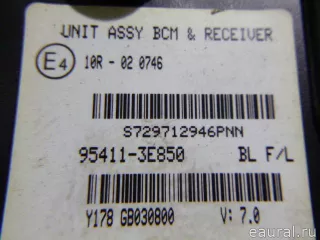 UNIT ASSY BCM & RECEIVER
E4
10R - 02 0746
S729712946PNN
95411-3E850 BL F/L
Y178 GB030800 V: 7.0
eaural.ru